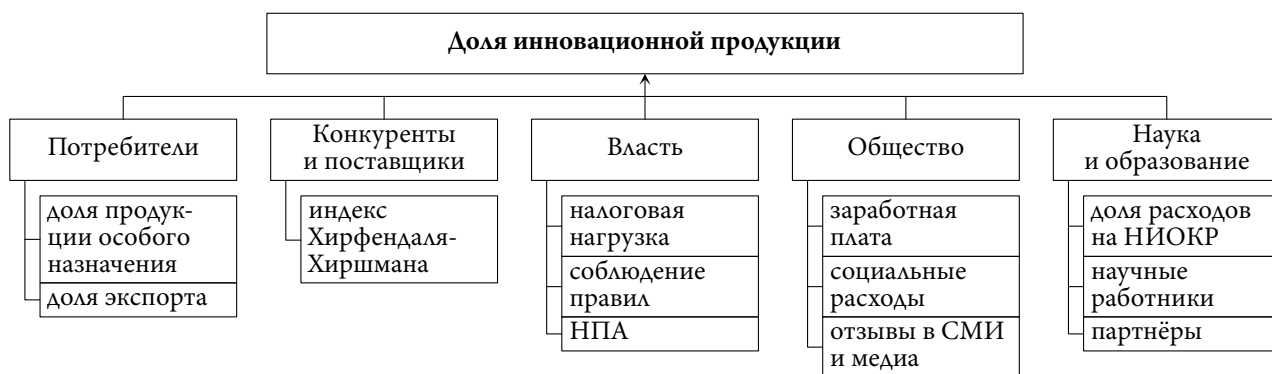 Доля инновационной продукции
Потребители
доля продук-
ции особого
назначения
доля экспорта
Конкуренты
и поставщики
индекс
Хирфендаля-
Хиршмана
Власть
налоговая
нагрузка
соблюдение
правил
НПА
Общество
заработная
плата
социальные
расходы
отзывы в СМИ
и медиа
Наука
и образование
доля расходов
на НИОКР
научные
работники
партнёры